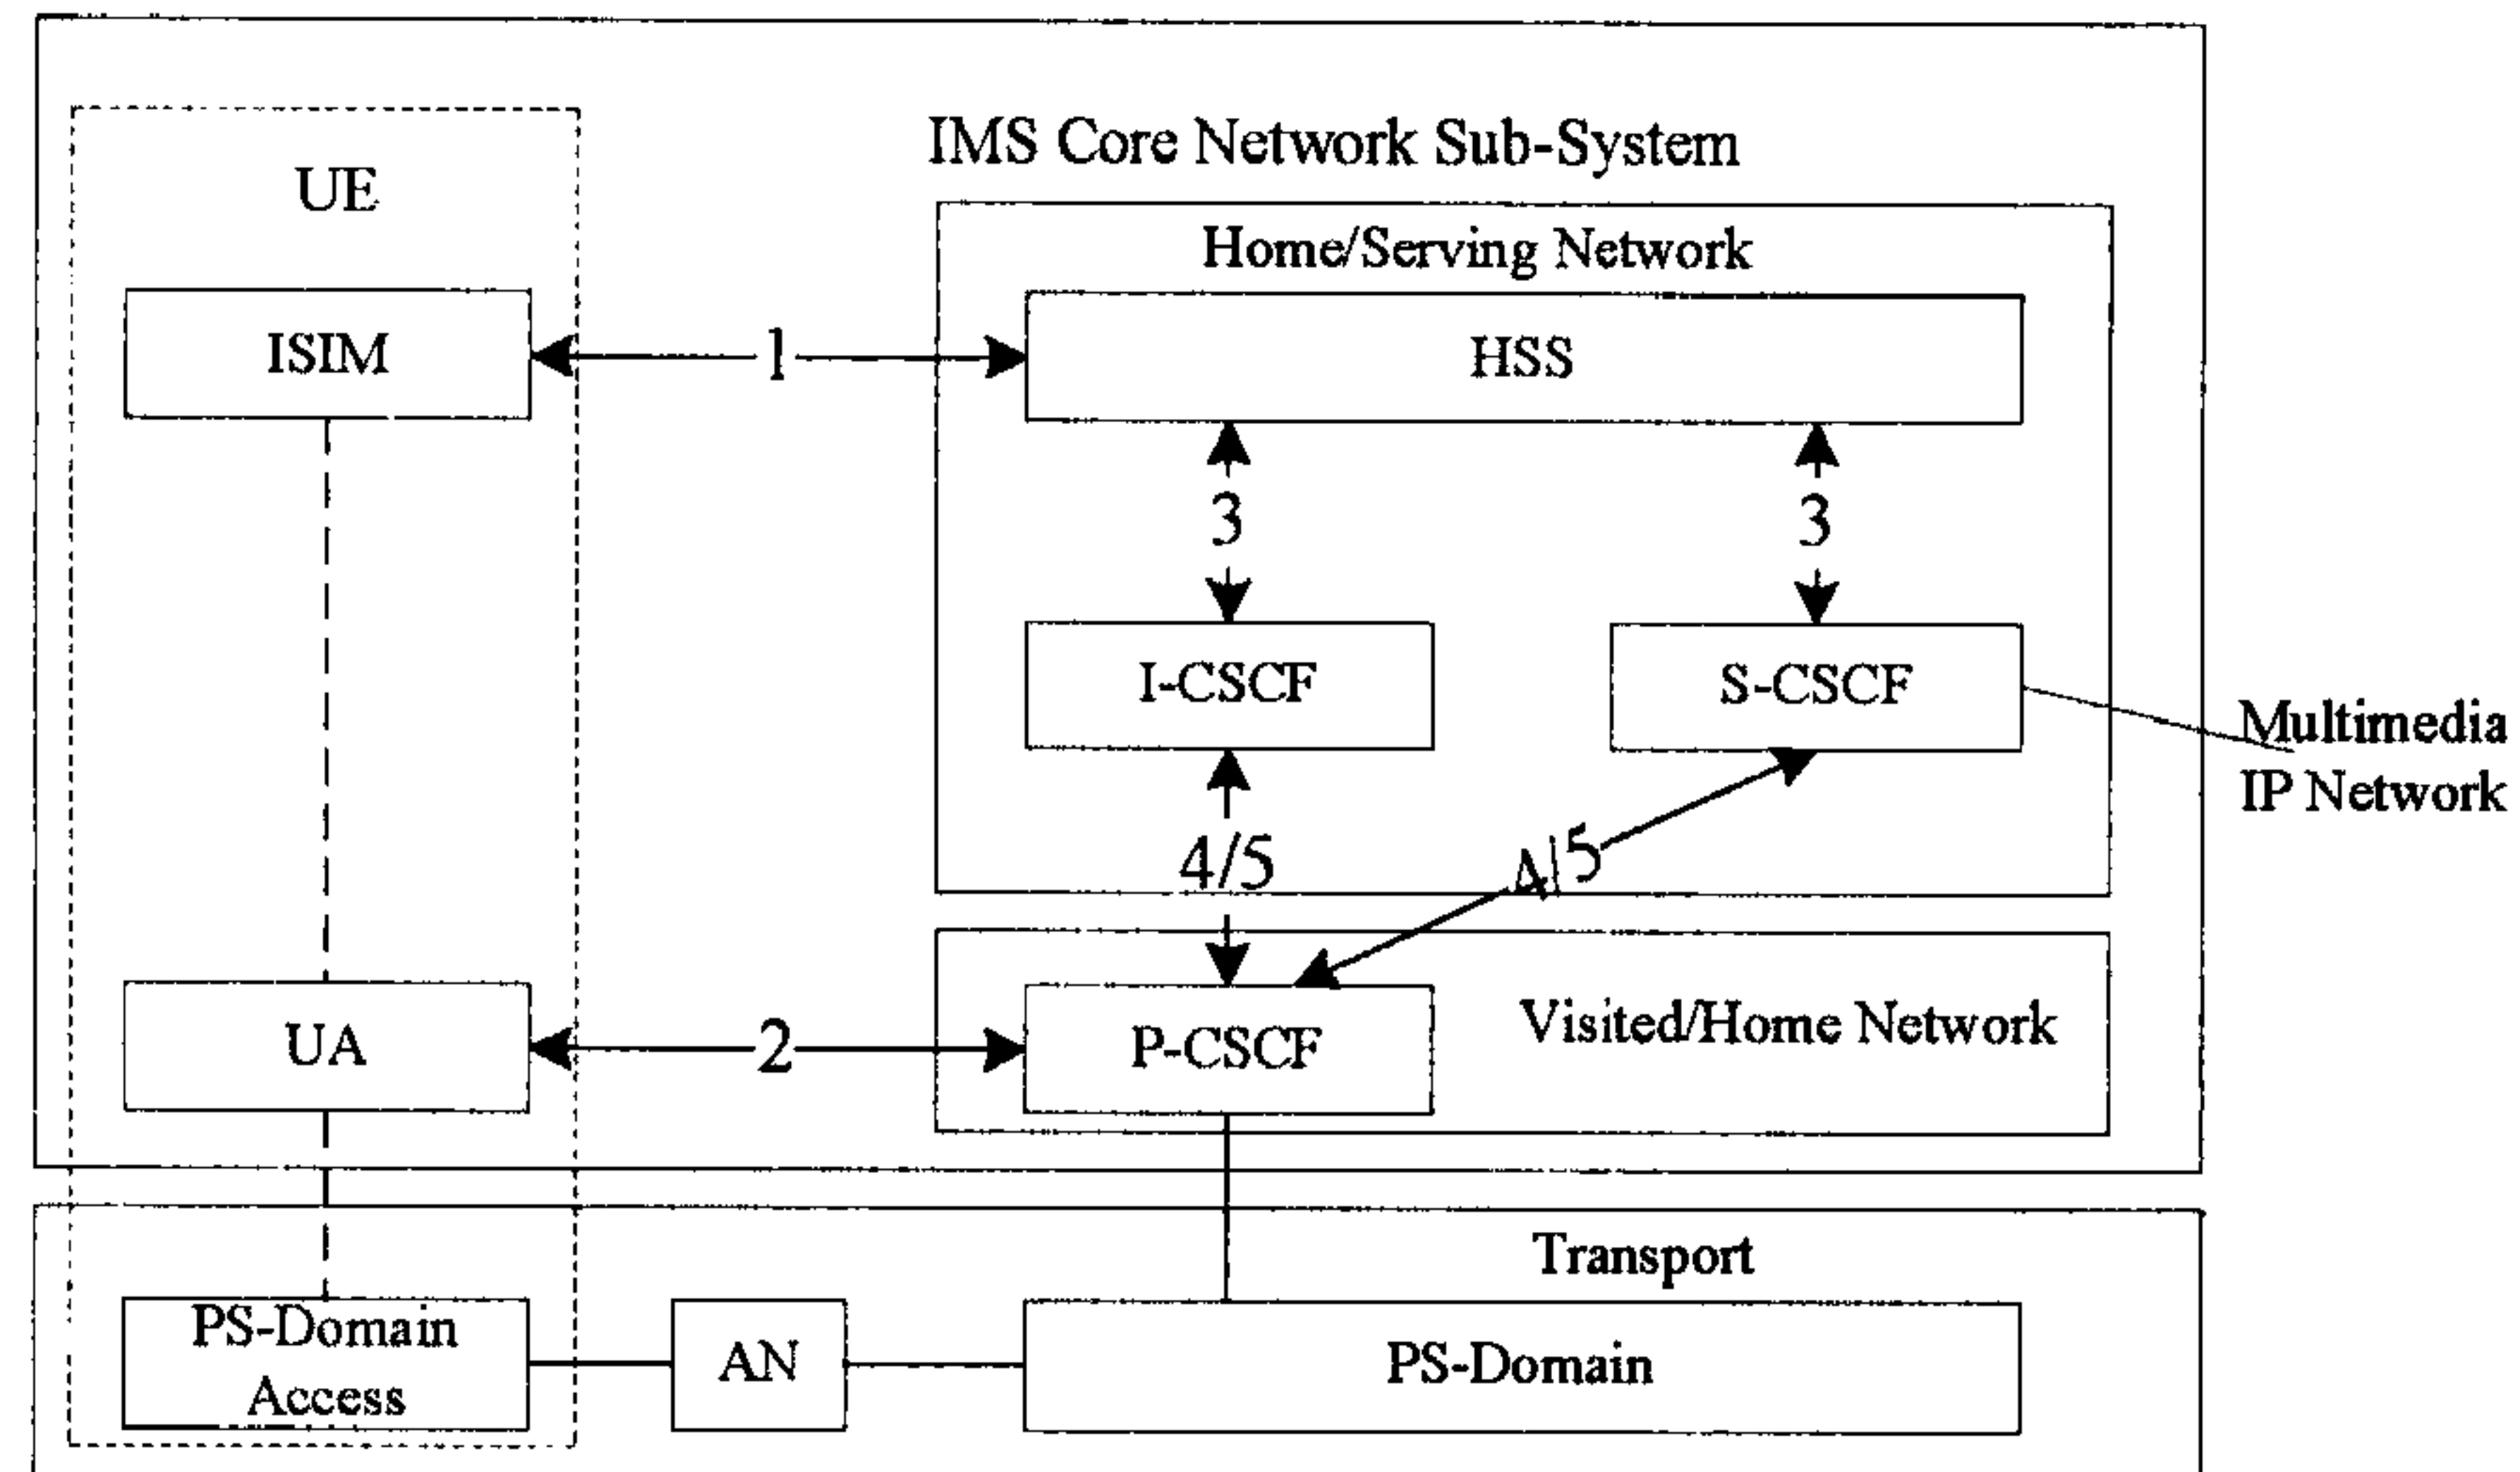 IMS Core Network Sub-System
UE
Home/Serving Network
ISIM
1
HSS
3
3
I-CSCF
S-CSCF
Multimedia
IP Network
4/5
4/5
UA
2
P-CSCF
Visited/Home Network
Transport
PS-Domain
Access
AN
PS-Domain